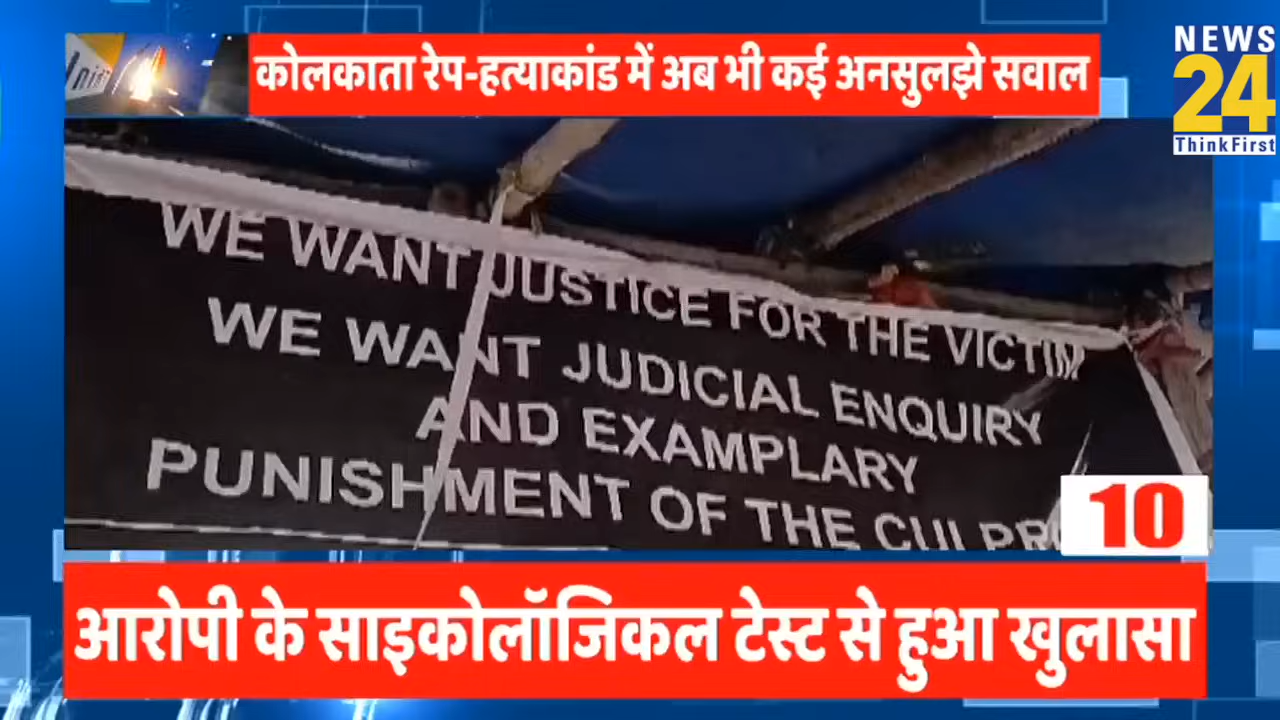 कोलकाता रेप-हत्याकांड में अब भी कई अनसुलझे सवाल
NEWS
24
ThinkFirst
WE WANT JUSTICE FOR THE VICTIM
WE WANT JUDICIAL ENQUIRY
AND EXAMPLARY
PUNISHMENT OF THE
10
आरोपी के साइकोलॉजिकल टेस्ट से हुआ खुलासा